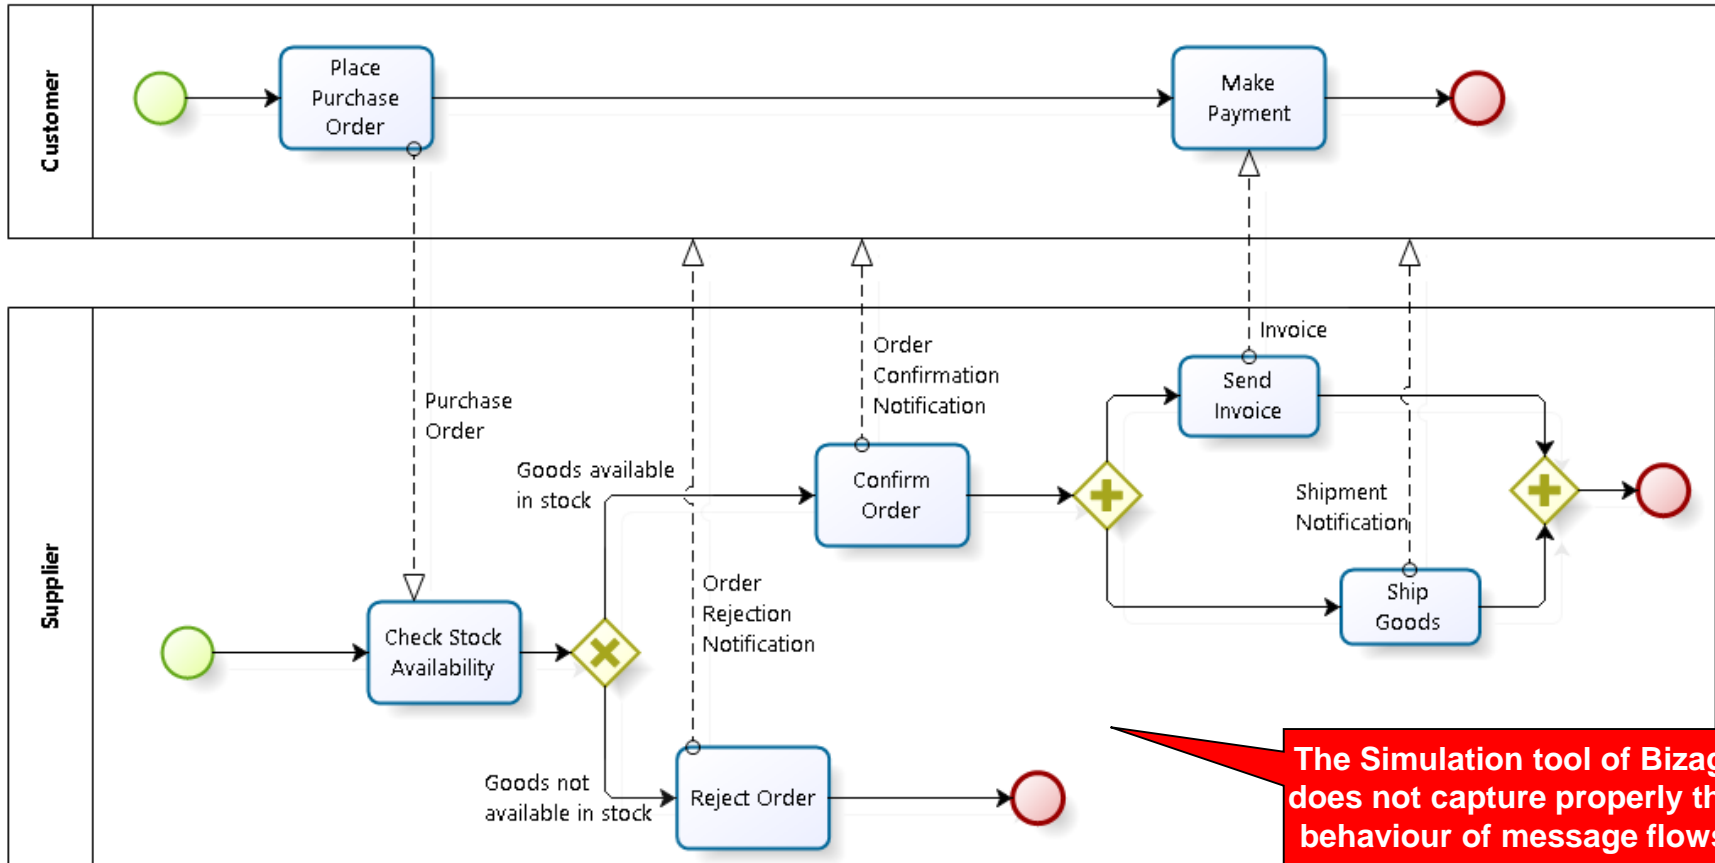 Customer
Place
Purchase
Order
Make
Payment
Supplier
Purchase
Order
Order
Confirmation
Notification
Invoice
Send
Invoice
Goods available
in stock
Confirm
Order
Shipment
Notification
Order
Rejection
Notification
Check Stock
Availability
Ship
Goods
Goods not
available in stock
Reject Order
The Simulation tool of
does not capture properly
behaviour of message flows